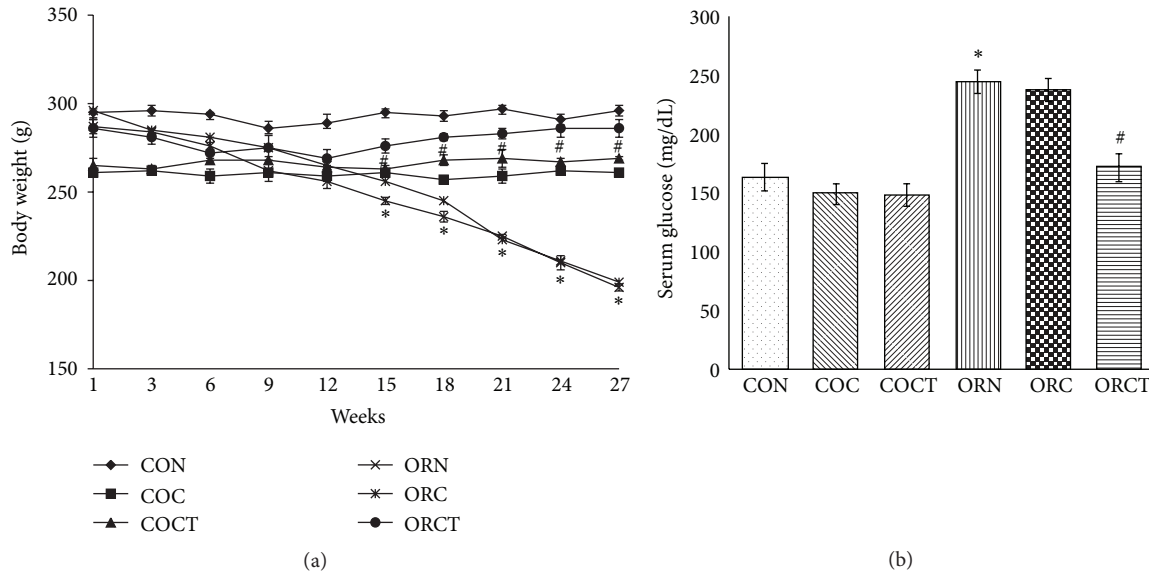 350
300
250
200
150
Body weight (g)
# # # # #
* * * * *
1 3 6 9 12 15 18 21 24 27
Weeks
CON ORN
COC ORC
COCT ORCT
(a)
300
250
200
150
100
50
0
Serum glucose (mg/dL)
*
#
CON COC COCT ORN ORC ORCT
(b)